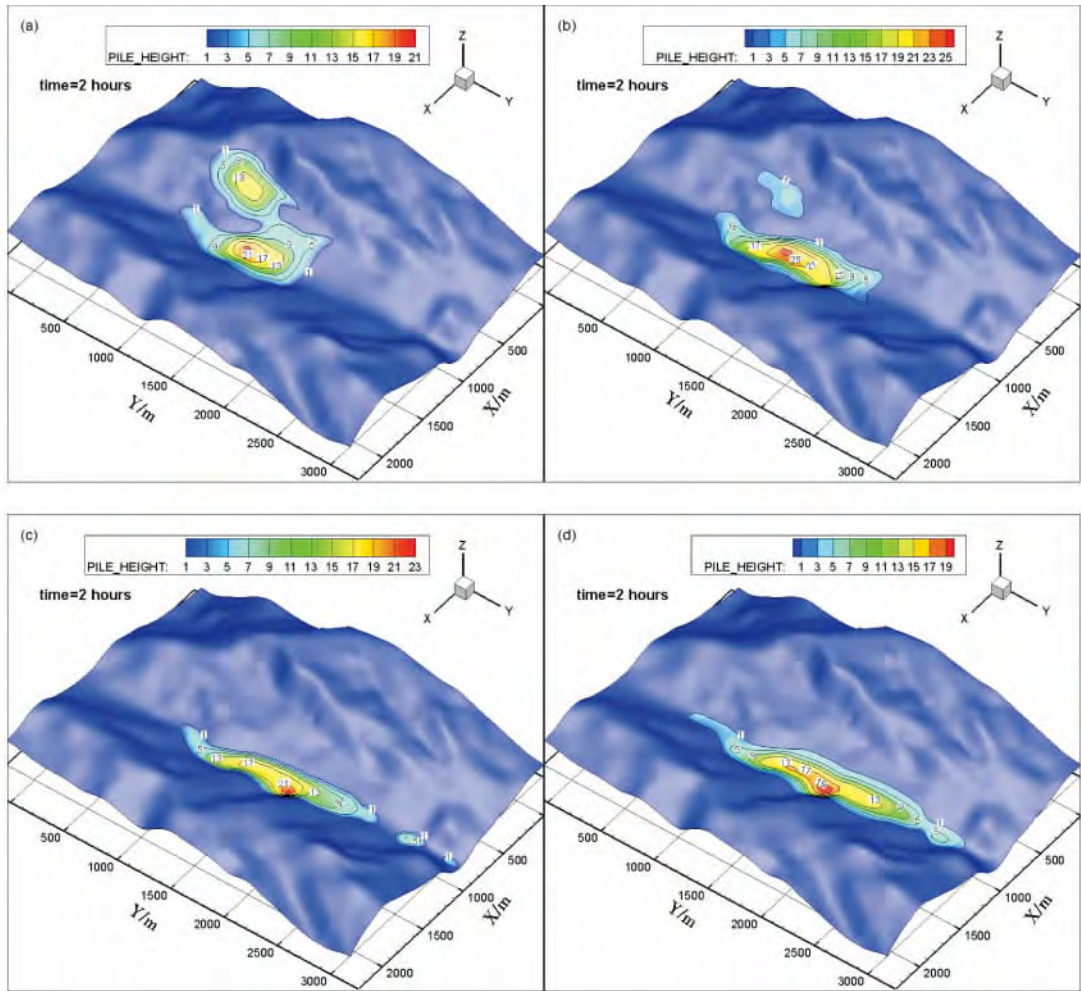 (a)
PILE_HEIGHT: 1 3 5 7 9 11 13 15 17 19 21
time=2 hours
Z
X
Y
500
1000
1500
2000
2500
3000
Y/m
500
1000
1500
2000
X/m
(b)
PILE_HEIGHT: 1 3 5 7 9 11 13 15 17 19 21 23 25
time=2 hours
Z
X
Y
500
1000
1500
2000
2500
3000
Y/m
500
1000
1500
2000
X/m
(c)
PILE_HEIGHT: 1 3 5 7 9 11 13 15 17 19 21 23
time=2 hours
Z
X
Y
500
1000
1500
2000
2500
3000
Y/m
500
1000
1500
2000
X/m
(d)
PILE_HEIGHT: 1 3 5 7 9 11 13 15 17 19
time=2 hours
Z
X
Y
500
1000
1500
2000
2500
3000
Y/m
500
1000
1500
2000
X/m